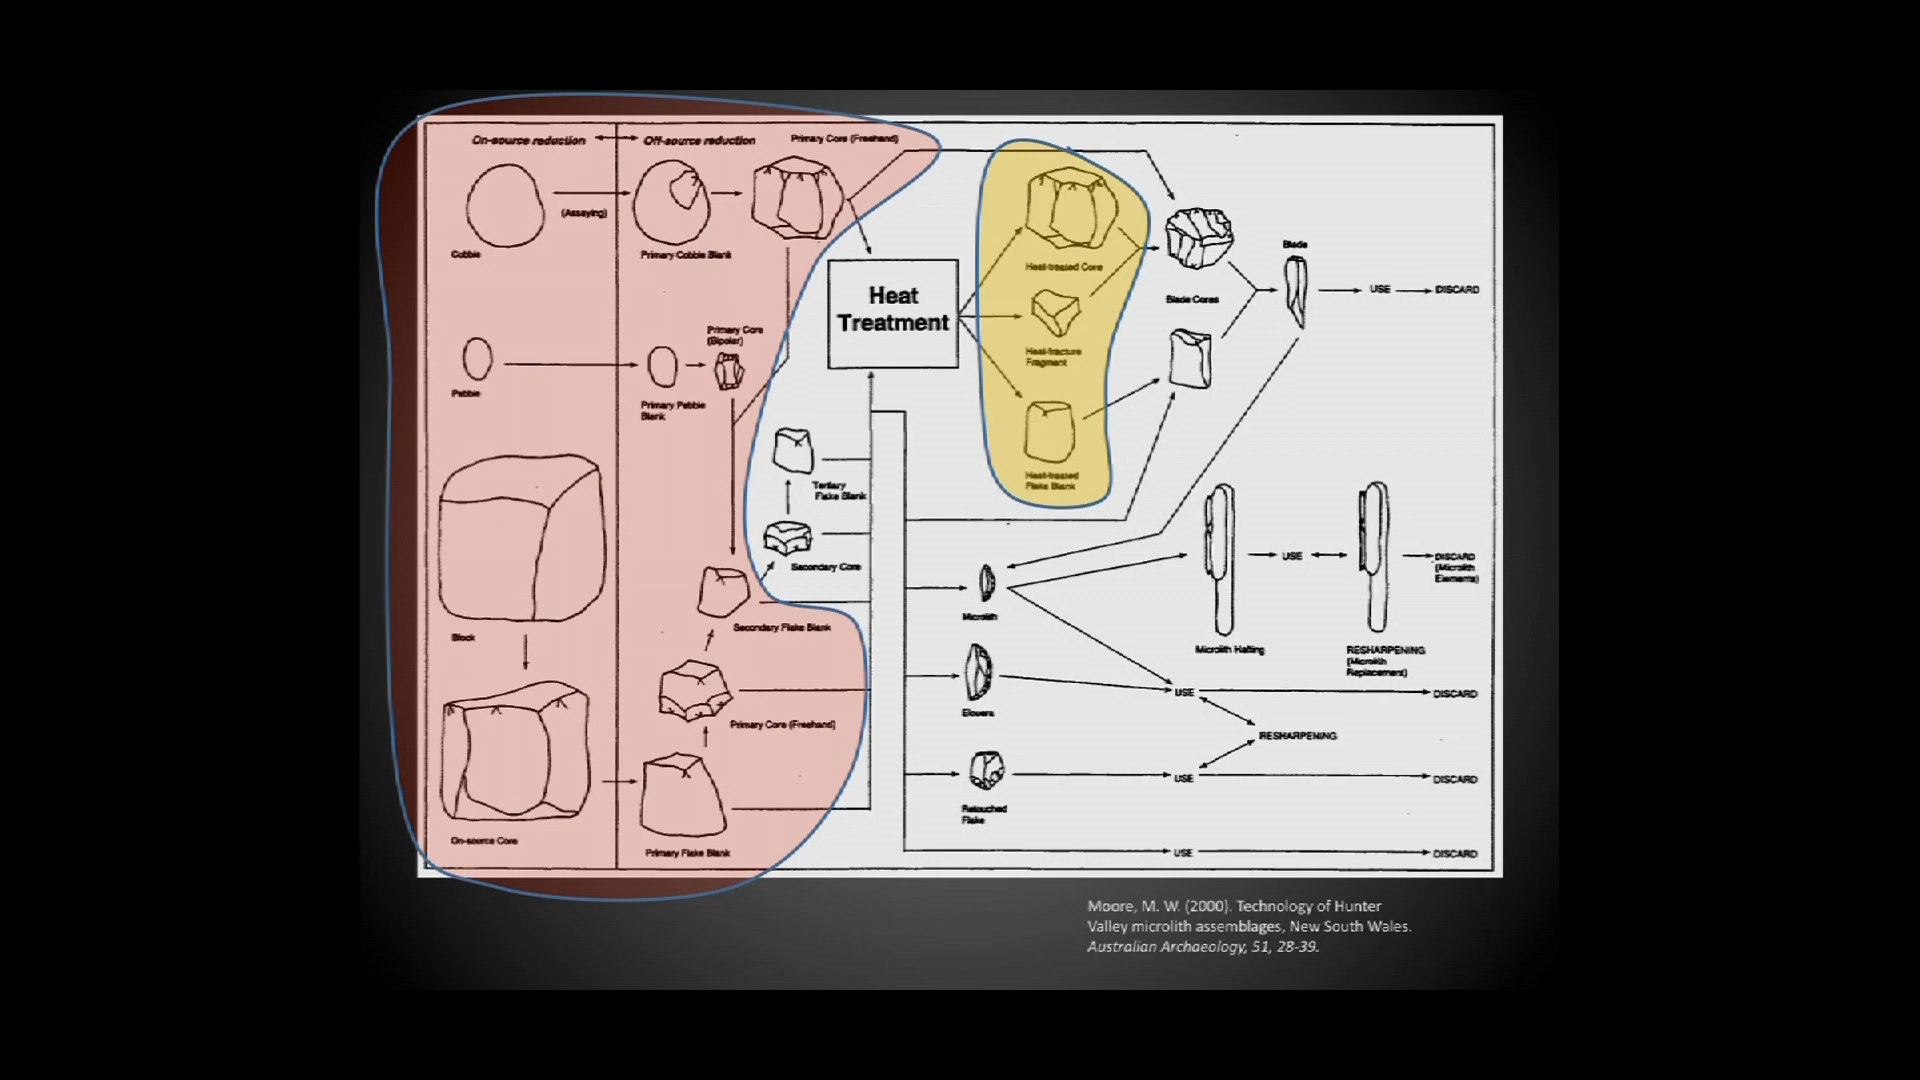 On-source reduction
Off-source reduction
Primary Core (Freehand)
(Assaying)
Cobble
Primary Cobble Blank
Primary Core
(Bipolar)
Pebble
Primary Pebble
Blank
Block
On-source Core
Secondary Flake Blank
Primary Core (Freehand)
Primary Flake Blank
Tertiary
Flake Blank
Secondary Core
Heat
Treatment
Heat-treated Core
Heat-fracture
Fragment
Heat-treated
Flake Blank
Blade Cores
Blade
USE
DISCARD
Microlith
Microlith Hafting
USE
RESHARPENING
(Microlith
Replacement)
DISCARD
(Microlith
Elements)
Elouera
USE
DISCARD
RESHARPENING
Retouched
Flake
USE
DISCARD
USE
DISCARD
Moore, M. W. (2000). Technology of Hunter
Valley microlith assemblages, New South Wales.
Australian Archaeology, 51, 28-39.